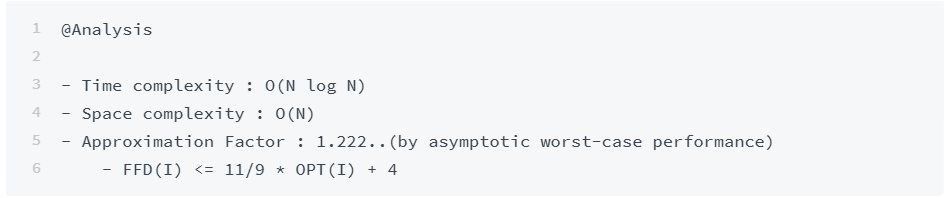 1 @Analysis
2
3 - Time complexity : O(N log N)
4 - Space complexity : O(N)
5 - Approximation Factor : 1.222..(by asymptotic worst-case performance)
6 - FFD(I) <= 11/9 * OPT(I) + 4